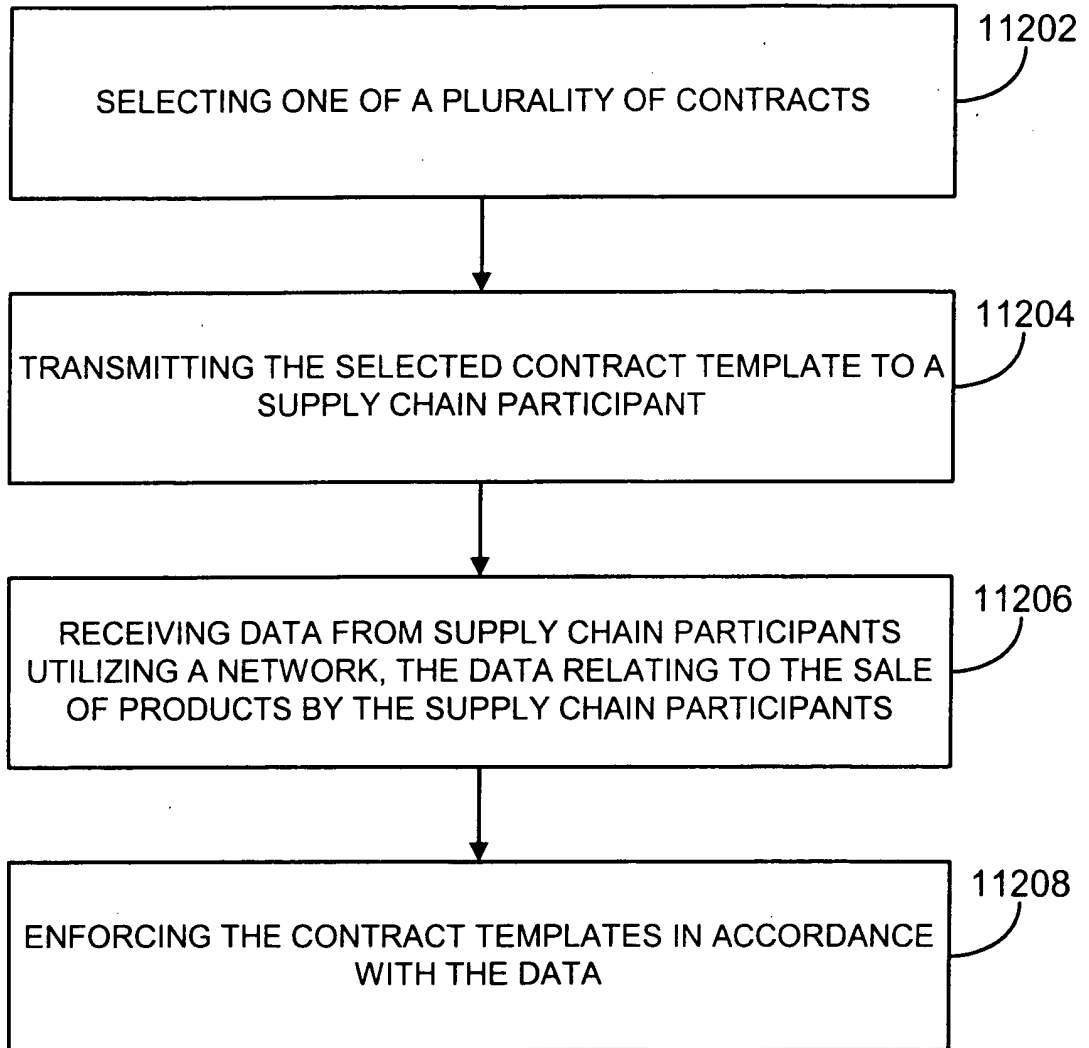 11202
SELECTING ONE OF A PLURALITY OF CONTRACTS
11204
TRANSMITTING THE SELECTED CONTRACT TEMPLATE TO A
SUPPLY CHAIN PARTICIPANT
11206
RECEIVING DATA FROM SUPPLY CHAIN PARTICIPANTS
UTILIZING A NETWORK, THE DATA RELATING TO THE SALE
OF PRODUCTS BY THE SUPPLY CHAIN PARTICIPANTS
11208
ENFORCING THE CONTRACT TEMPLATES IN ACCORDANCE
WITH THE DATA